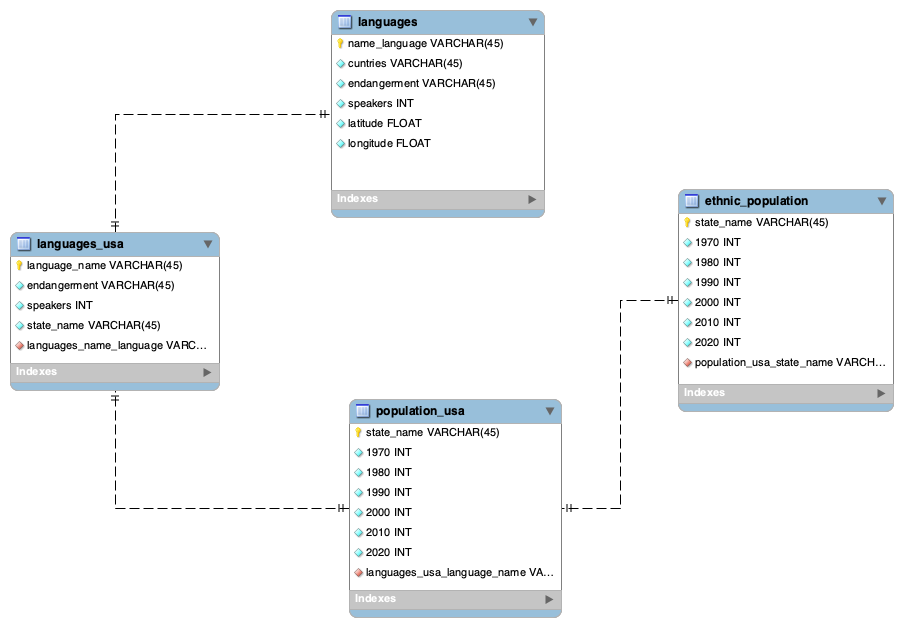 languages
name_language VARCHAR(45)
cuntries VARCHAR(45)
endangerment VARCHAR(45)
speakers INT
latitude FLOAT
longitude FLOAT
Indexes
languages_usa
language_name VARCHAR(45)
endangerment VARCHAR(45)
speakers INT
state_name VARCHAR(45)
languages_name_language VARC...
Indexes
population_usa
state_name VARCHAR(45)
1970 INT
1980 INT
1990 INT
2000 INT
2010 INT
2020 INT
languages_usa_language_name VA...
Indexes
ethnic_population
state_name VARCHAR(45)
1970 INT
1980 INT
1990 INT
2000 INT
2010 INT
2020 INT
population_usa_state_name VARCH...
Indexes